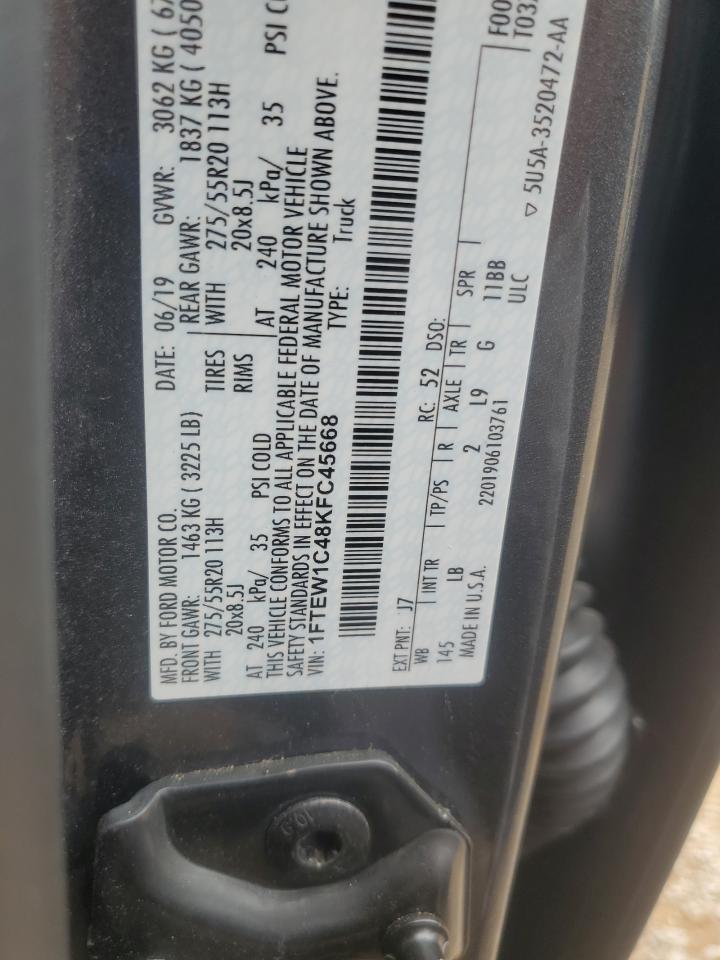 MFD. BY FORD MOTOR CO.
DATE: 06/19 GVWR: 3062 KG ( 67
FRONT GAWR: 1463 KG ( 3225 LB) REAR GAWR: 1837 KG ( 4050
WITH 275/55R20 113H TIRES WITH 275/55R20 113H
20x8.5J RIMS 20x8.5J
AT 240 kPa/ 35 PSI COLD AT 240 kPa/ 35 PSI C
THIS VEHICLE CONFORMS TO ALL APPLICABLE FEDERAL MOTOR VEHICLE
SAFETY STANDARDS IN EFFECT ON THE DATE OF MANUFACTURE SHOWN ABOVE.
VIN: 1FTEW1C48KFC45668 TYPE: Truck
EXT PNT: J7 RC: 52 DSO:
WB INT TR TP/PS R AXLE TR SPR
F00
T03
145 LB 2 L9 G 11BB
MADE IN U.S.A. 2201906103761 ULC
5U5A-3520472-AA
10.9